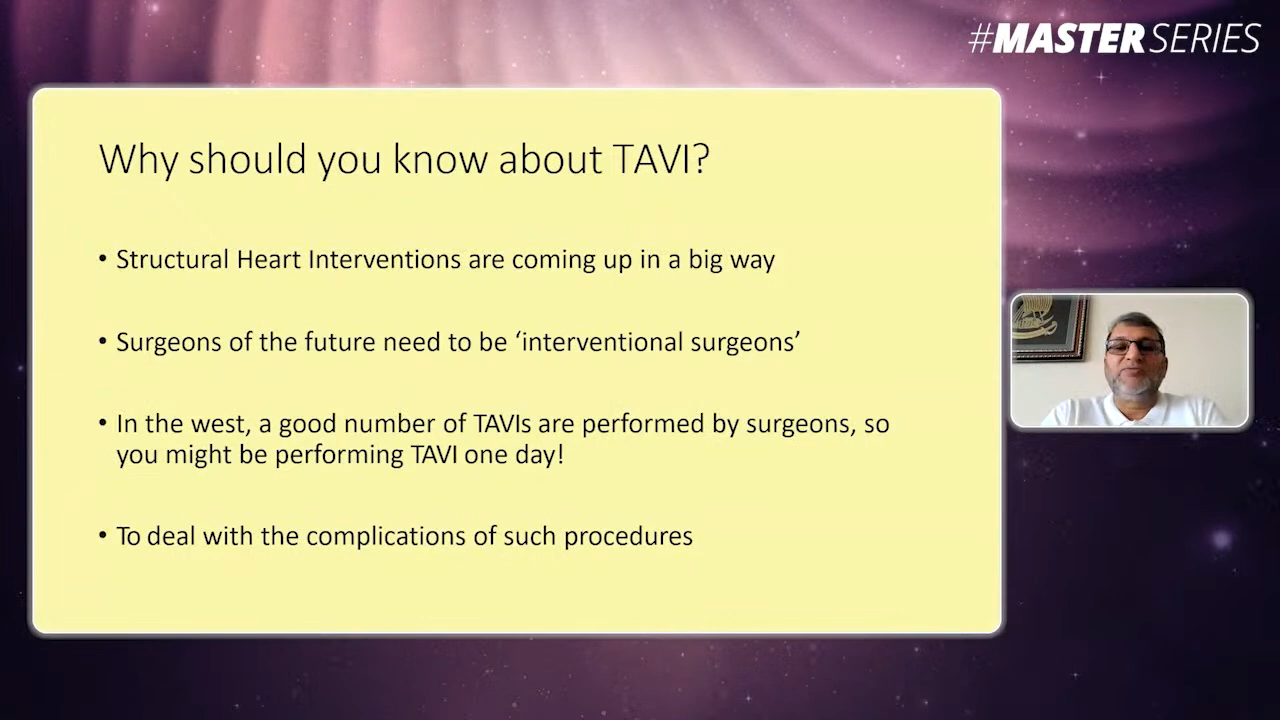 #MASTERSERIES
Why should you know about TAVI?
• Structural Heart Interventions are coming up in a big way
• Surgeons of the future need to be ‘interventional surgeons’
• In the west, a good number of TAVIs are performed by surgeons, so
you might be performing TAVI one day!
• To deal with the complications of such procedures